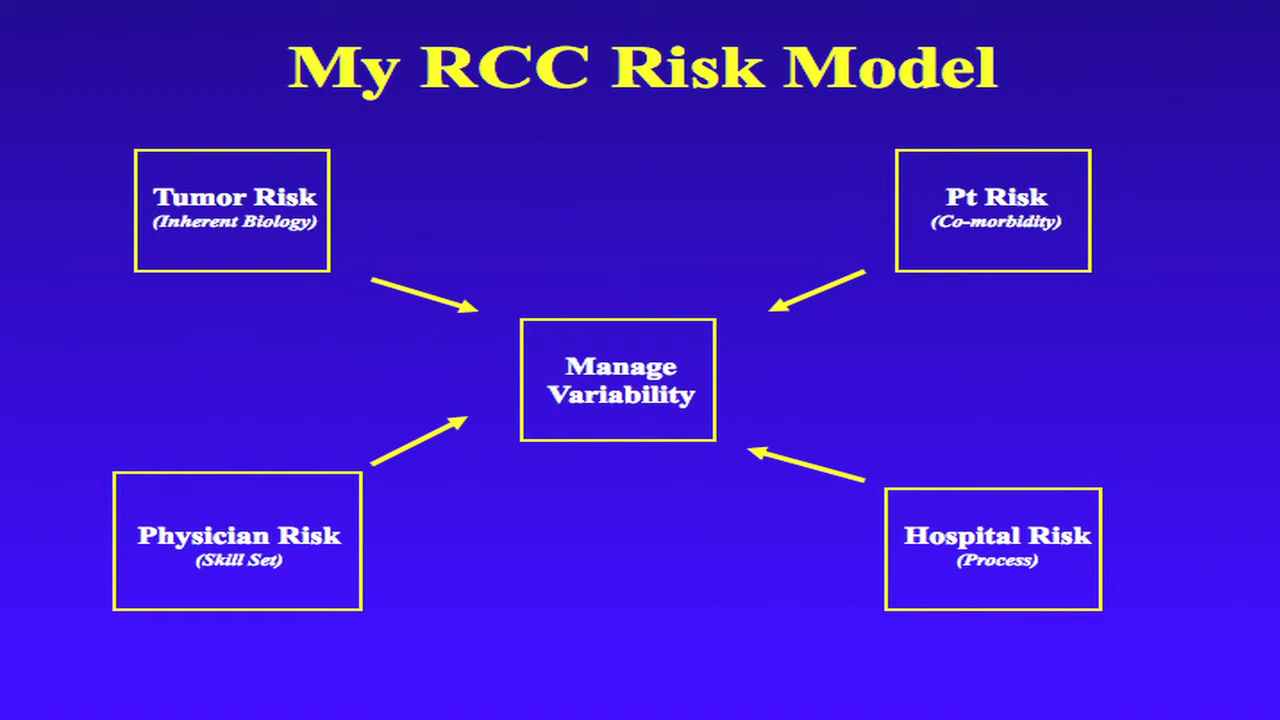 My RCC Risk Model
Tumor Risk
(Inherent Biology)
Pt Risk
(Co-morbidity)
Manage
Variability
Physician Risk
(Skill Set)
Hospital Risk
(Process)